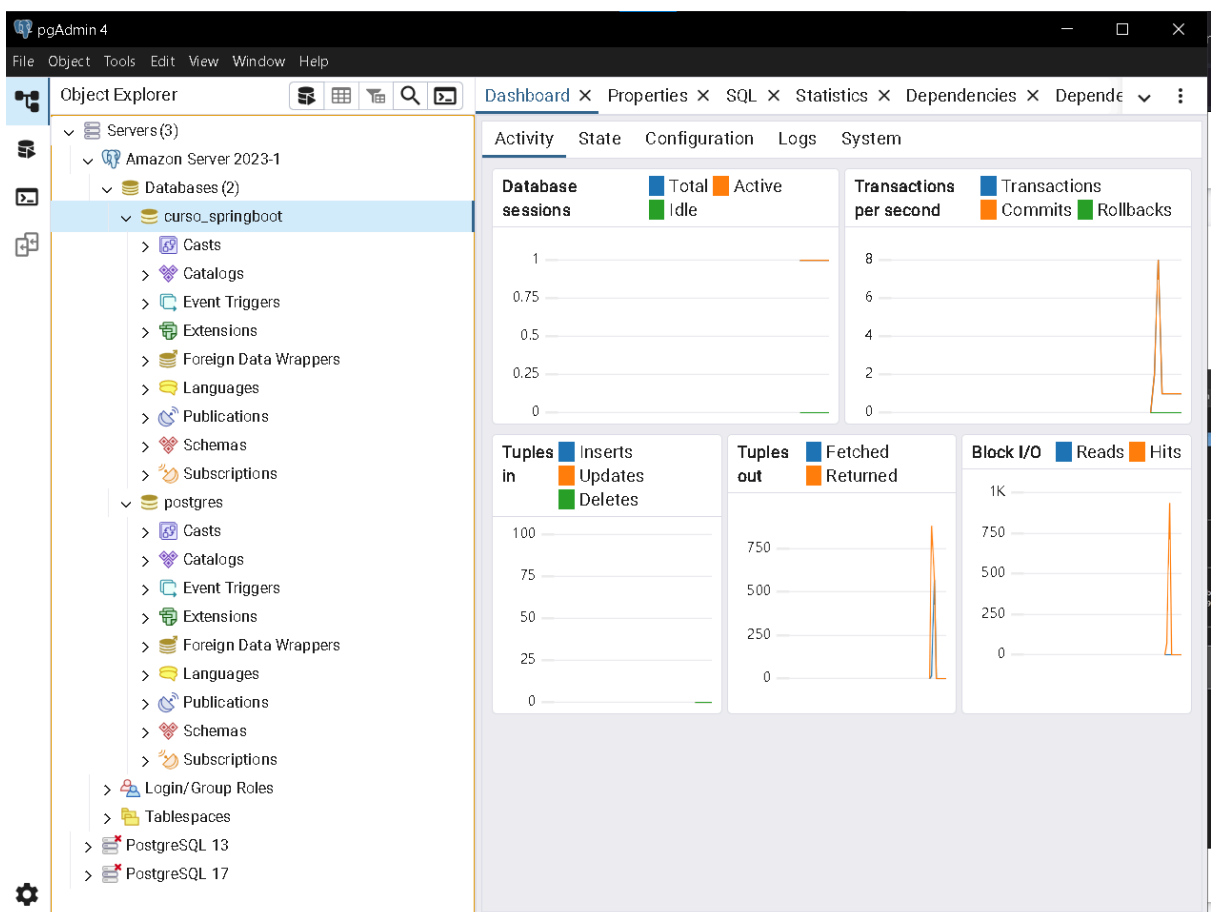 pgAdmin 4
File Object Tools Edit View Window Help
Object Explorer
Servers (3)
Amazon Server 2023-1
Databases (2)
curso_springboot
Casts
Catalogs
Event Triggers
Extensions
Foreign Data Wrappers
Languages
Publications
Schemas
Subscriptions
postgres
Casts
Catalogs
Event Triggers
Extensions
Foreign Data Wrappers
Languages
Publications
Schemas
Subscriptions
Login/Group Roles
Tablespaces
PostgreSQL 13
PostgreSQL 17
Dashboard Properties SQL Statistics Dependencies Depende
Activity State Configuration Logs System
Database sessions
Total Active
Idle
1
0.75
0.5
0.25
0
Transactions per second
Transactions
Commits Rollbacks
8
6
4
2
0
Tuples in
Inserts
Updates
Deletes
100
75
50
25
0
Tuples out
Fetched
Returned
750
500
250
0
Block I/O Reads Hits
1K
750
500
250
0